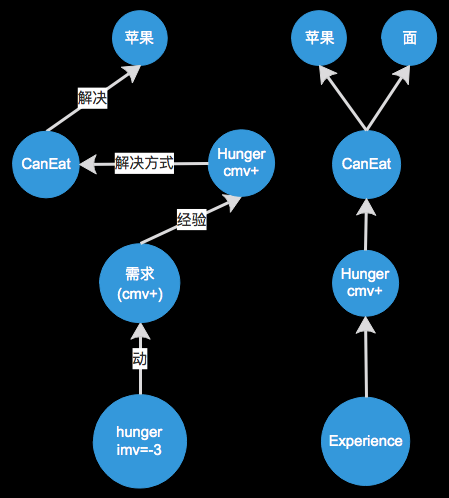 苹果
解决
CanEat
解决方式
Hunger
cmv+
经验
需求
(cmv+)
动
hunger
imv=-3
苹果
面
CanEat
Hunger
cmv+
Experience